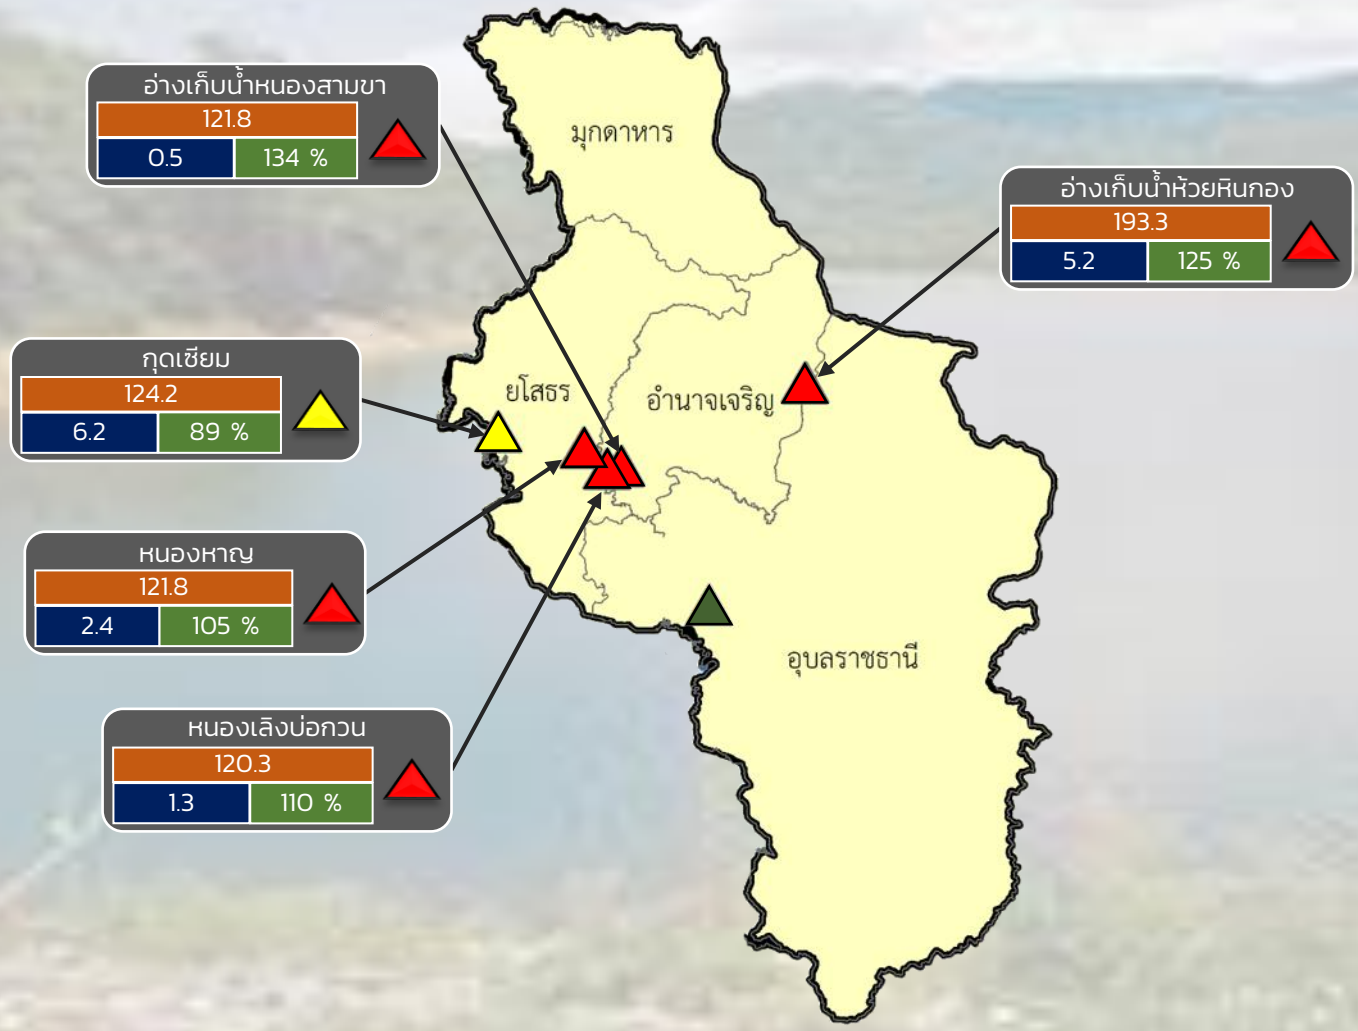 อ่างเก็บน้ำหนองสามขา
121.8
0.5
134 %
มุกดาหาร
อ่างเก็บน้ำห้วยหินกอง
193.3
5.2
125 %
กุดเซียม
124.2
6.2
89 %
ยโสธร
อำนาจเจริญ
หนองหาญ
121.8
2.4
105 %
อุบลราชธานี
หนองเลิงบ่อกวน
120.3
1.3
110 %